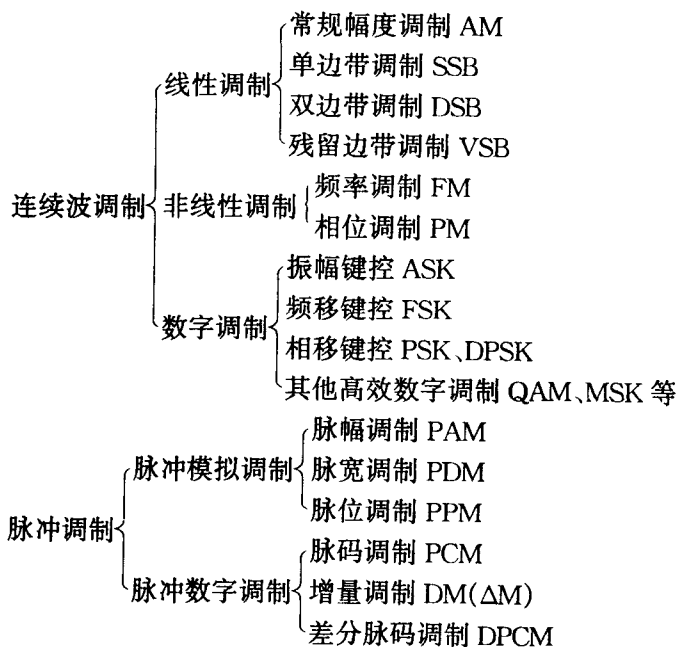 常规幅度调制 AM
单边带调制 SSB
线性调制
双边带调制 DSB
残留边带调制 VSB
频率调制 FM
连续波调制
非线性调制
相位调制 PM
振幅键控 ASK
频移键控 FSK
数字调制
相移键控 PSK、DPSK
其他高效数字调制 QAM、MSK 等
脉幅调制 PAM
脉冲模拟调制
脉宽调制 PDM
脉位调制 PPM
脉冲调制
脉码调制 PCM
脉冲数字调制
增量调制 DM(ΔM)
差分脉码调制 DPCM